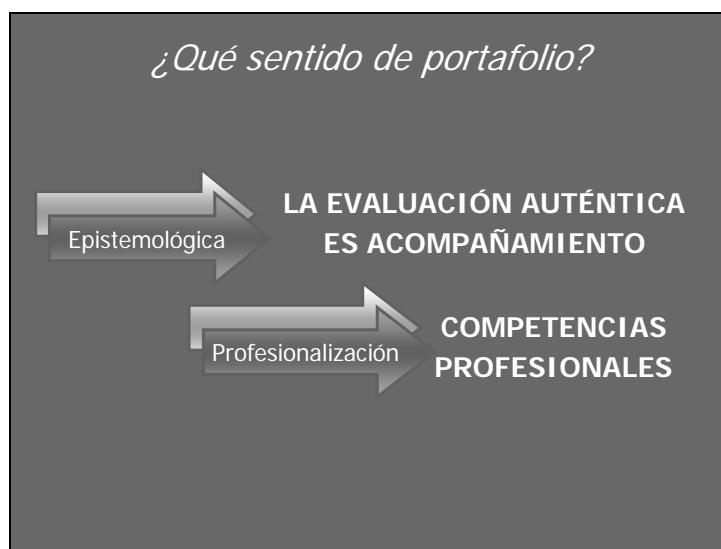 ¿Qué sentido de portafolio?
Epistemológica
LA EVALUACIÓN AUTÉNTICA
ES ACOMPAÑAMIENTO
Profesionalización
COMPETENCIAS
PROFESIONALES